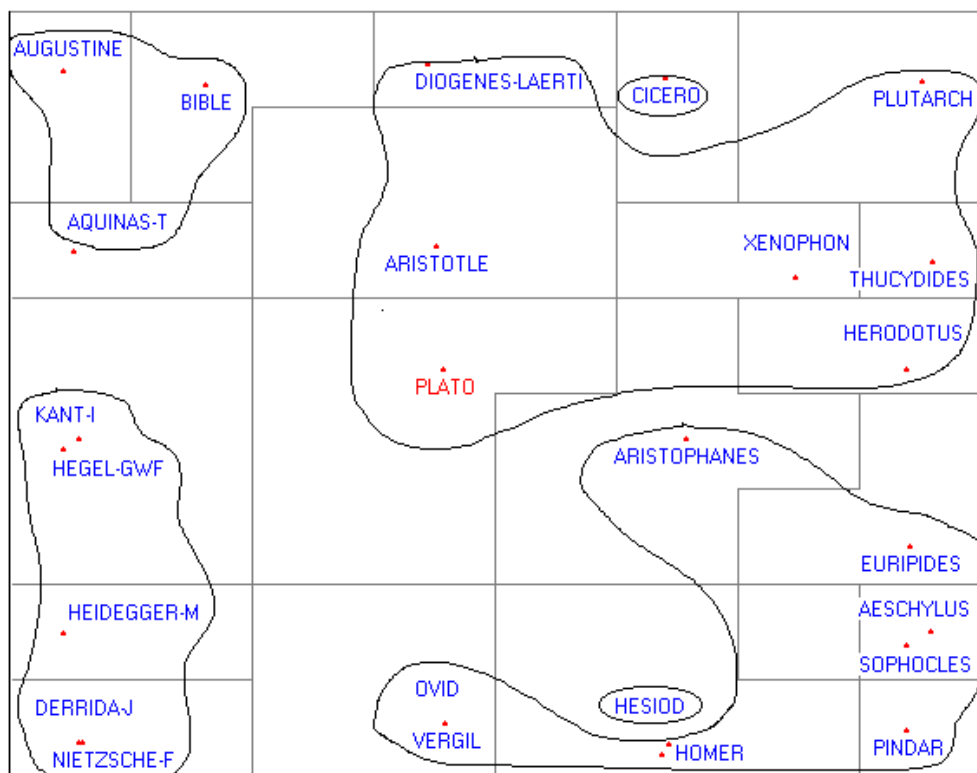 AUGUSTINE
BIBLE
DIOGENES-LAERTI
CICERO
PLUTARCH
AQUINAS-T
ARISTOTLE
XENOPHON
THUCYDIDES
HERODOTUS
PLATO
KANT-I
HEGEL-GWF
ARISTOPHANES
EURIPIDES
HEIDEGGER-M
AESCHYLUS
SOPHOCLES
OVID
DERRIDA-J
HESIOD
VERGIL
HOMER
PINDAR
NIETZSCHE-F